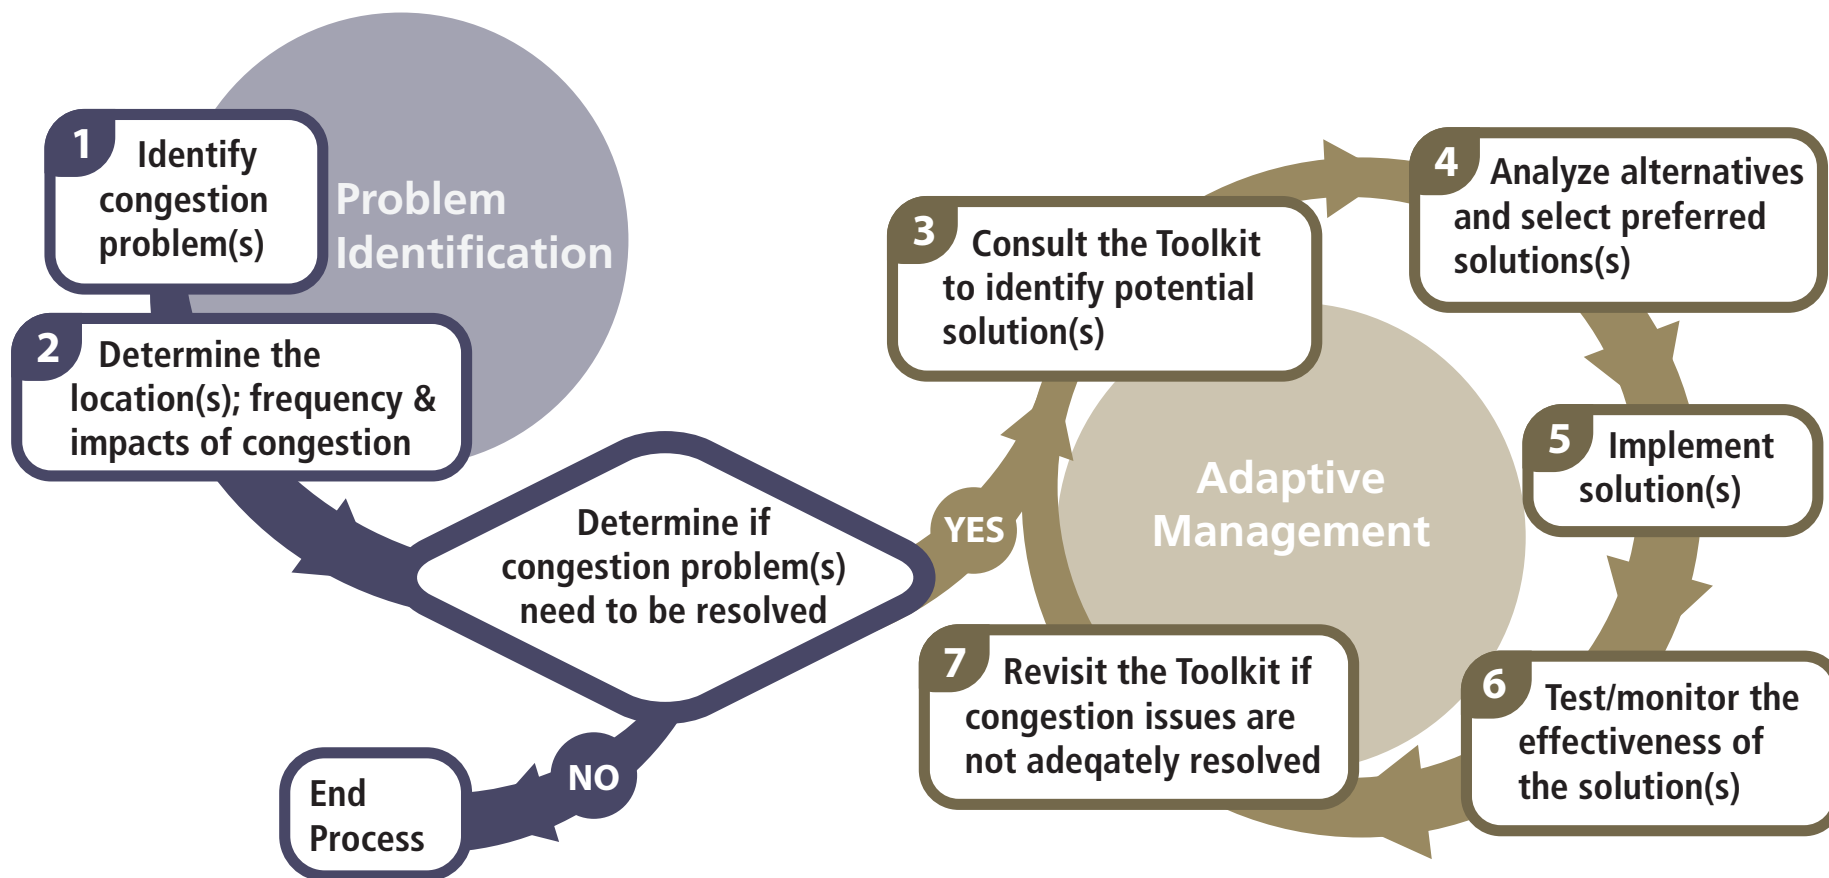 Problem
Identification
1
Identify
congestion
problem(s)
2
Determine the
location(s); frequency &
impacts of congestion
Determine if
congestion problem(s)
need to be resolved
NO
End
Process
YES
Adaptive
Management
3
Consult the Toolkit
to identify potential
solution(s)
4
Analyze alternatives
and select preferred
solutions(s)
5
Implement
solution(s)
6
Test/monitor the
effectiveness of
the solution(s)
7
Revisit the Toolkit if
congestion issues are
not adeqately resolved